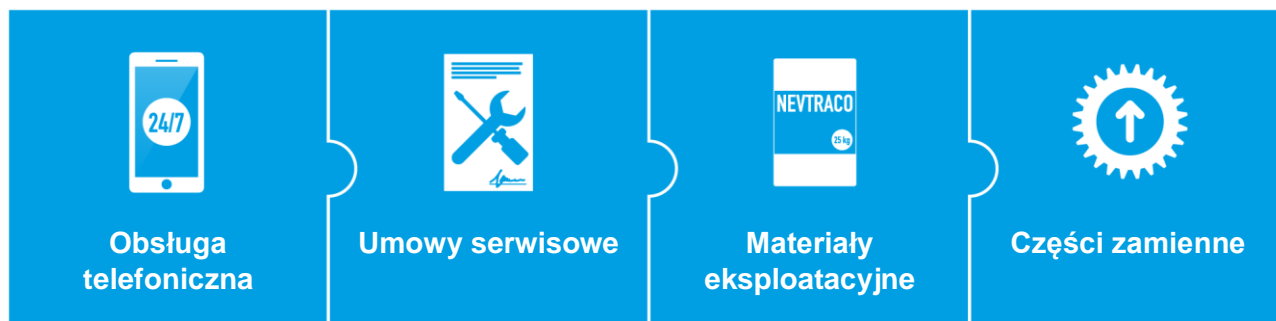 24/7
Obsługa
telefoniczna
Umowy serwisowe
NEVTRACO
25 kg
Materiały
eksploatacyjne
Części zamienne